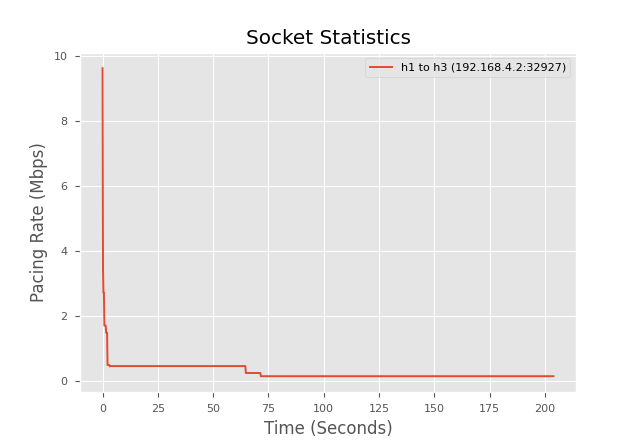 Socket Statistics
h1 to h3 (192.168.4.2:32927)
Pacing Rate (Mbps)
10
8
6
4
2
0
0 25 50 75 100 125 150 175 200
Time (Seconds)